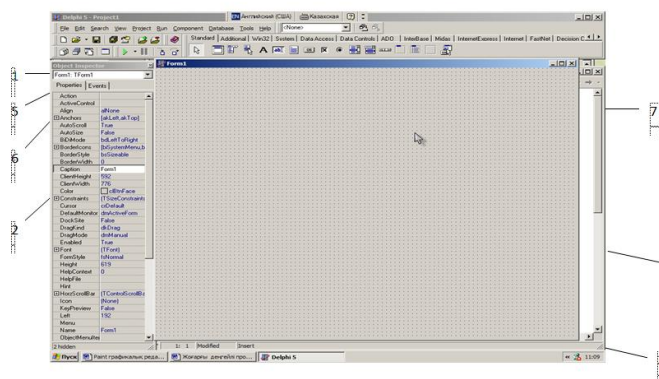 Delphi 5 - Project1
EN Английская (США) Казахская
File Edit Search View Project Run Component Database Tools Help <None>
Standard Additional Win32 System Data Access Data Controls ADO InterBase Midas InternetExpress Internet FastNet Decision C
Object Inspector
Form1: TForm1
Properties Events
Action
ActiveControl
Align alNone
Anchors [akLeft,akTop]
AutoScroll True
AutoSize False
BiDiMode bdLeftToRight
BorderIcons [biSystemMenu,b
BorderStyle bsSizeable
BorderWidth 0
Caption Form1
ClientHeight 592
ClientWidth 776
Color clBtnFace
Constraints (TSizeConstraints
Cursor crDefault
DefaultMonitor dmActiveForm
DockSite False
DragKind dkDrag
DragMode dmManual
Enabled True
Font (TFont)
FormStyle fsNormal
Height 619
HelpContext 0
HelpFile
Hint
HorzScrollBar (TControlScrollBa
Icon (None)
KeyPreview False
Left 192
Menu
Name Form1
ObjectMenuIte
2 hidden
Form1
1: 1 Modified Insert
Пуск Paint графикалық реда... Жоғарғы деңгейлі про... Delphi 5 11:09
1
5
6
2
7